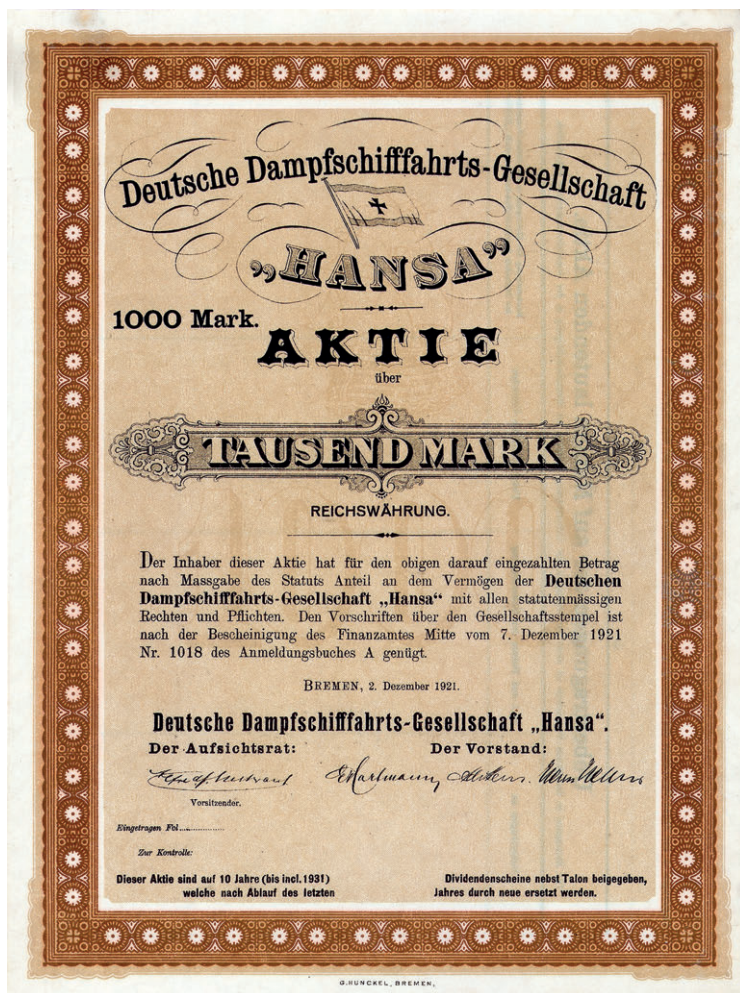 Deutsche Dampfschifffahrts-Gesellschaft
„HANSA”
1000 Mark.
AKTIE
über
TAUSEND MARK
REICHSWÄHRUNG.
Der Inhaber dieser Aktie hat für den obigen darauf eingezahlten Betrag
nach Massgabe des Statuts Anteil an dem Vermögen der Deutschen
Dampfschifffahrts-Gesellschaft „Hansa“ mit allen statutenmässigen
Rechten und Pflichten. Den Vorschriften über den Gesellschaftsstempel ist
nach der Bescheinigung des Finanzamtes Mitte vom 7. Dezember 1921
Nr. 1018 des Anmeldungsbuches A genügt.
BREMEN, 2. Dezember 1921.
Deutsche Dampfschifffahrts-Gesellschaft „Hansa“.
Der Aufsichtsrat: Der Vorstand:
Vorsitzender.
Eingetragen Fol.............
Zur Kontrolle:
Dieser Aktie sind auf 10 Jahre (bis incl. 1931) Dividendenscheine nebst Talon beigegeben,
welche nach Ablauf des letzten Jahres durch neue ersetzt werden.
G. HUNCKEL, BREMEN.